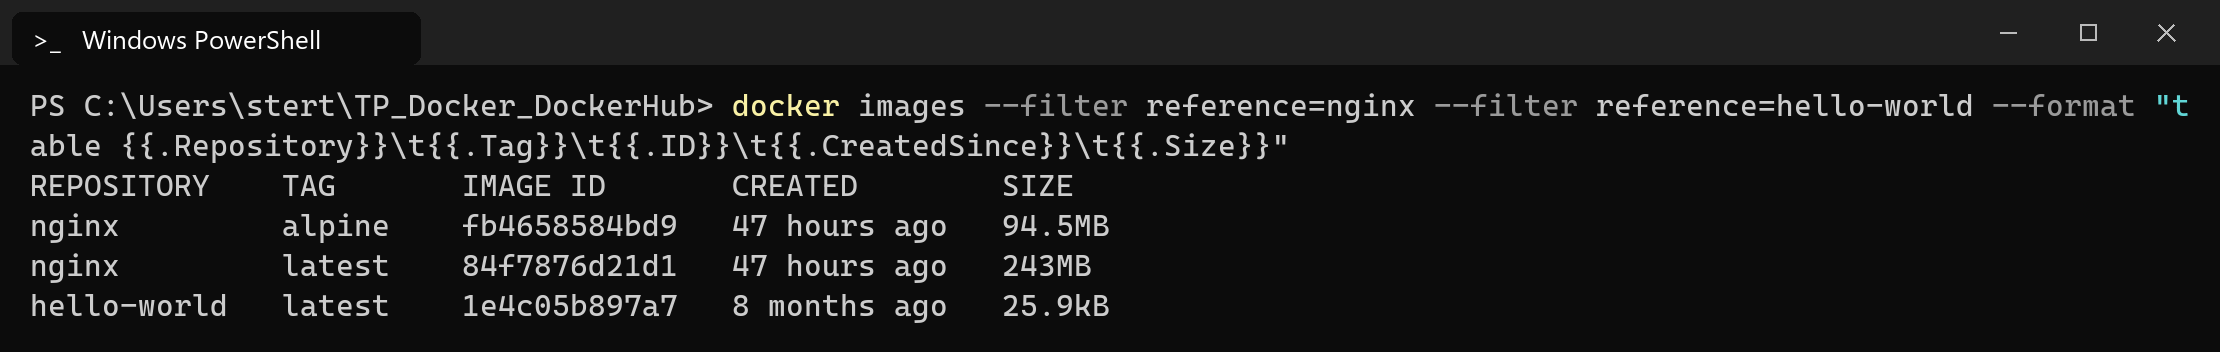 >_ Windows PowerShell
PS C:\Users\stert\TP_Docker_DockerHub> docker images --filter reference=nginx --filter reference=hello-world --format "t
able {{.Repository}}\t{{.Tag}}\t{{.ID}}\t{{.CreatedSince}}\t{{.Size}}"
REPOSITORY    TAG       IMAGE ID       CREATED        SIZE
nginx         alpine    fb4658584bd9   47 hours ago   94.5MB
nginx         latest    84f7876d21d1   47 hours ago   243MB
hello-world   latest    1e4c05b897a7   8 months ago   25.9kB